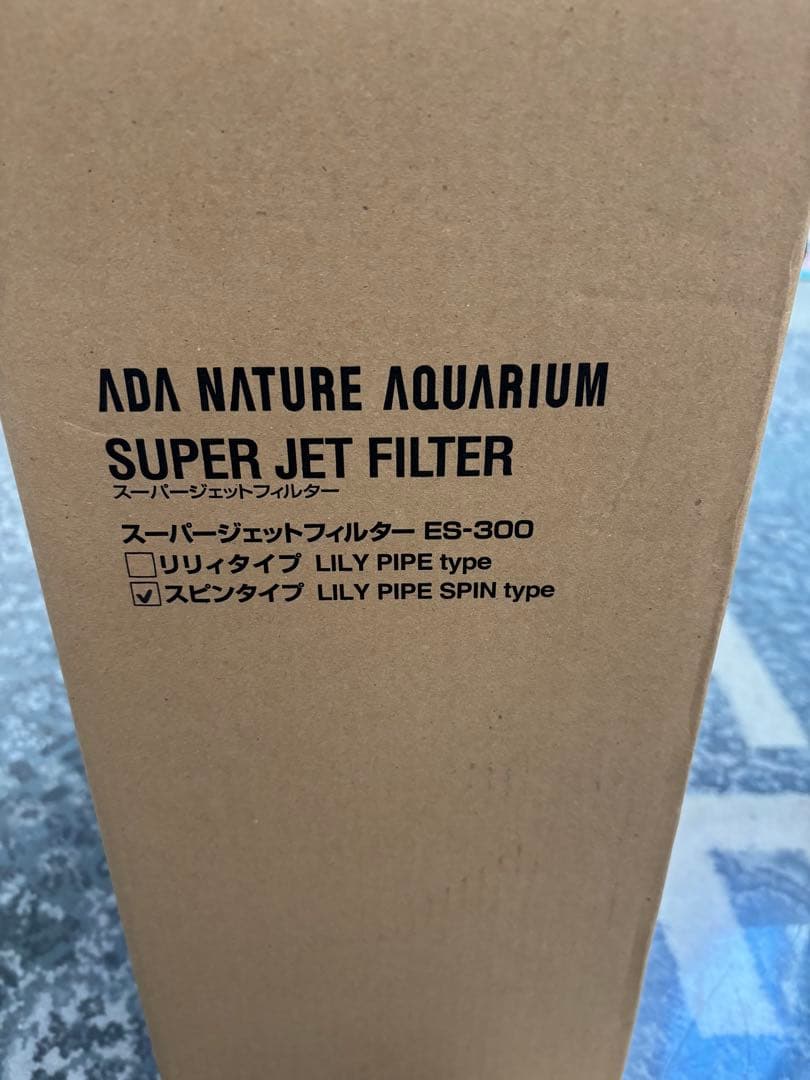 ADA NATURE AQUARIUM
SUPER JET FILTER
スーパージェットフィルター
スーパージェットフィルター ES-300
リリィタイプ LILY PIPE type
スピンタイプ LILY PIPE SPIN type